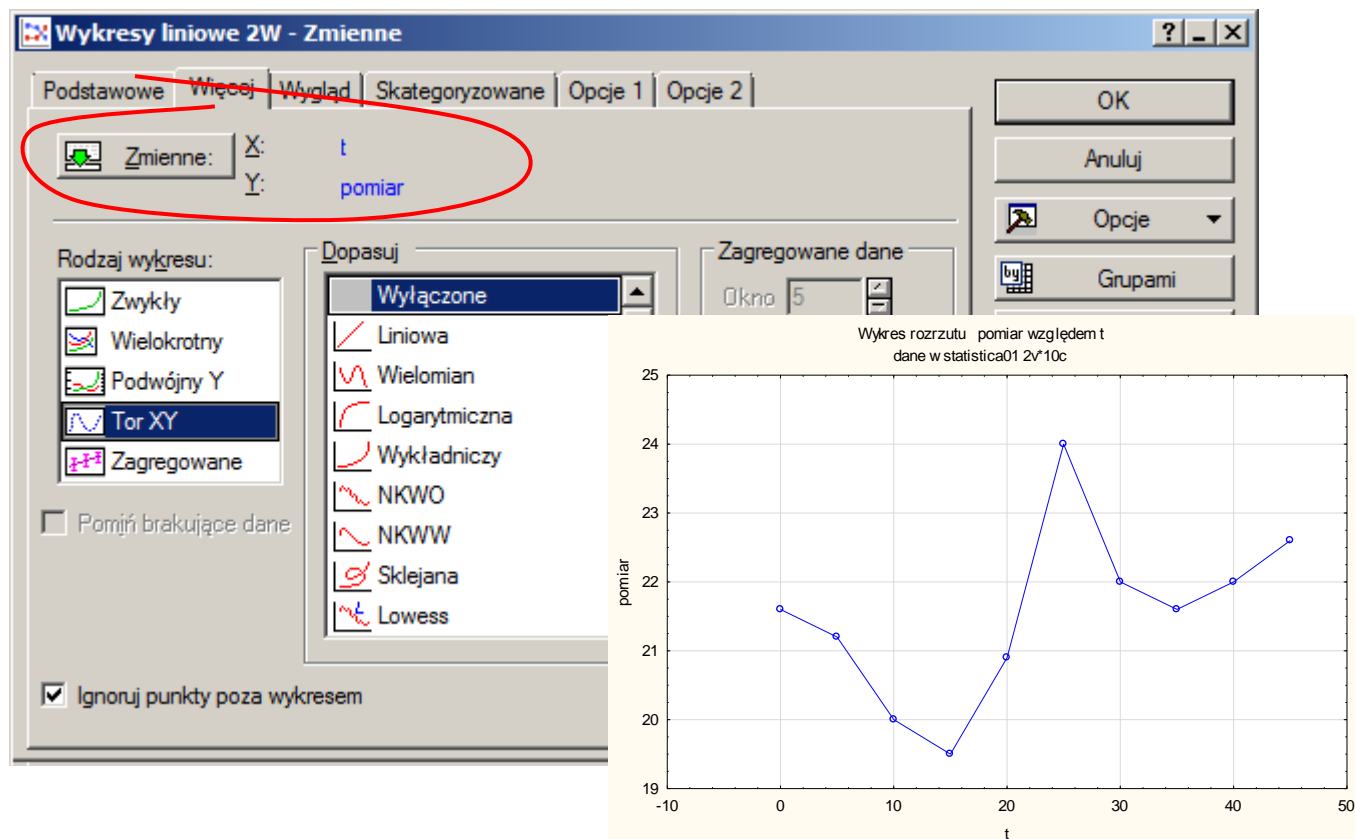 Wykresy liniowe 2W - Zmienne
Podstawowe Więcej Wygląd Skategoryzowane Opcje 1 Opcje 2
OK
Anuluj
Opcje
Grupami
Zmienne: X: t
Y: pomiar
Rodzaj wykresu:
Zwykły
Wielokrotny
Podwójny Y
Tor XY
Zagregowane
Pomiń brakujące dane
Dopasuj
Wyłączone
Liniowa
Wielomian
Logarytmiczna
Wykładniczy
NKWO
NKWW
Sklejana
Lowess
Zagregowane dane
Okno 5
Ignoruj punkty poza wykresem
Wykres rozrzutu pomiar względem t
dane w statistica01 2v*10c
25
24
23
22
21
20
19
pomiar
-10 0 10 20 30 40 50
t